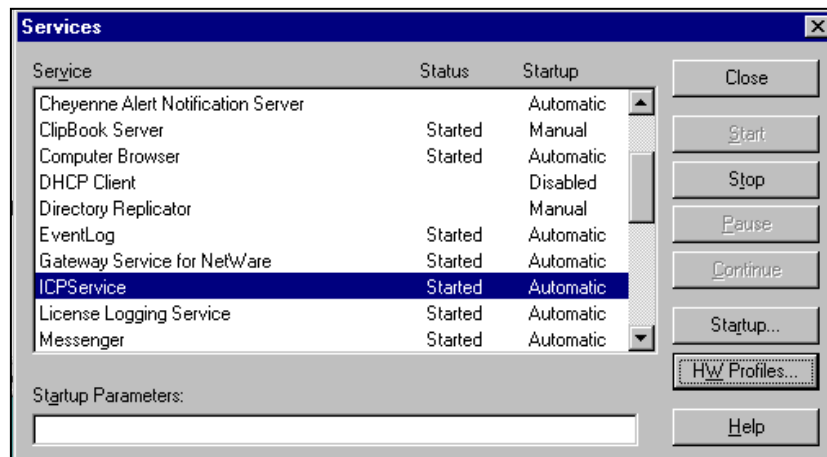 Services
Service Status Startup
Cheyenne Alert Notification Server Automatic
ClipBook Server Started Manual
Computer Browser Started Automatic
DHCP Client Disabled
Directory Replicator Manual
EventLog Started Automatic
Gateway Service for NetWare Started Automatic
ICPService Started Automatic
License Logging Service Started Automatic
Messenger Started Automatic
Startup Parameters:
Close
Start
Stop
Pause
Continue
Startup...
HW Profiles...
Help